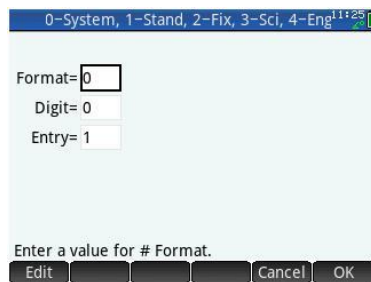 0-System, 1-Stand, 2-Fix, 3-Sci, 4-Eng 11:25
Format= 0
Digit= 0
Entry= 1
Enter a value for # Format.
Edit Cancel OK